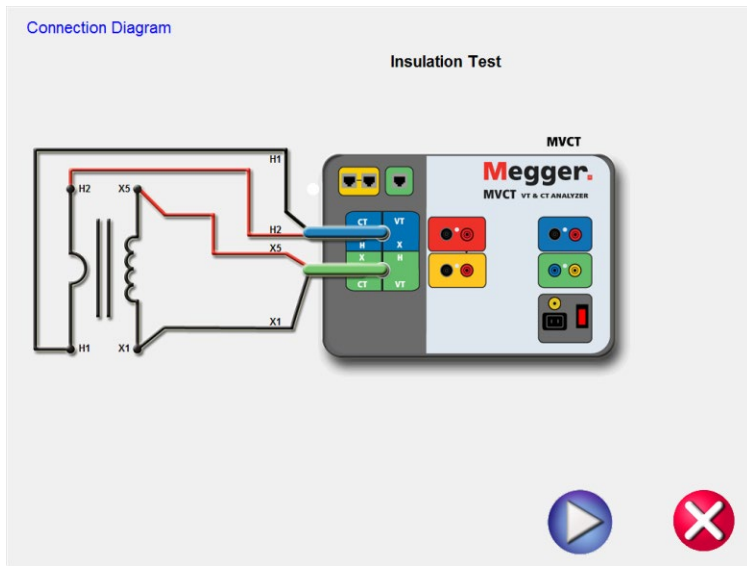 Connection Diagram
Insulation Test
MVCT
H1
Megger.
MVCT VT & CT ANALYZER
H2
X5
CT
VT
H2
H
X
X5
X
H
CT
VT
X1
H1
X1